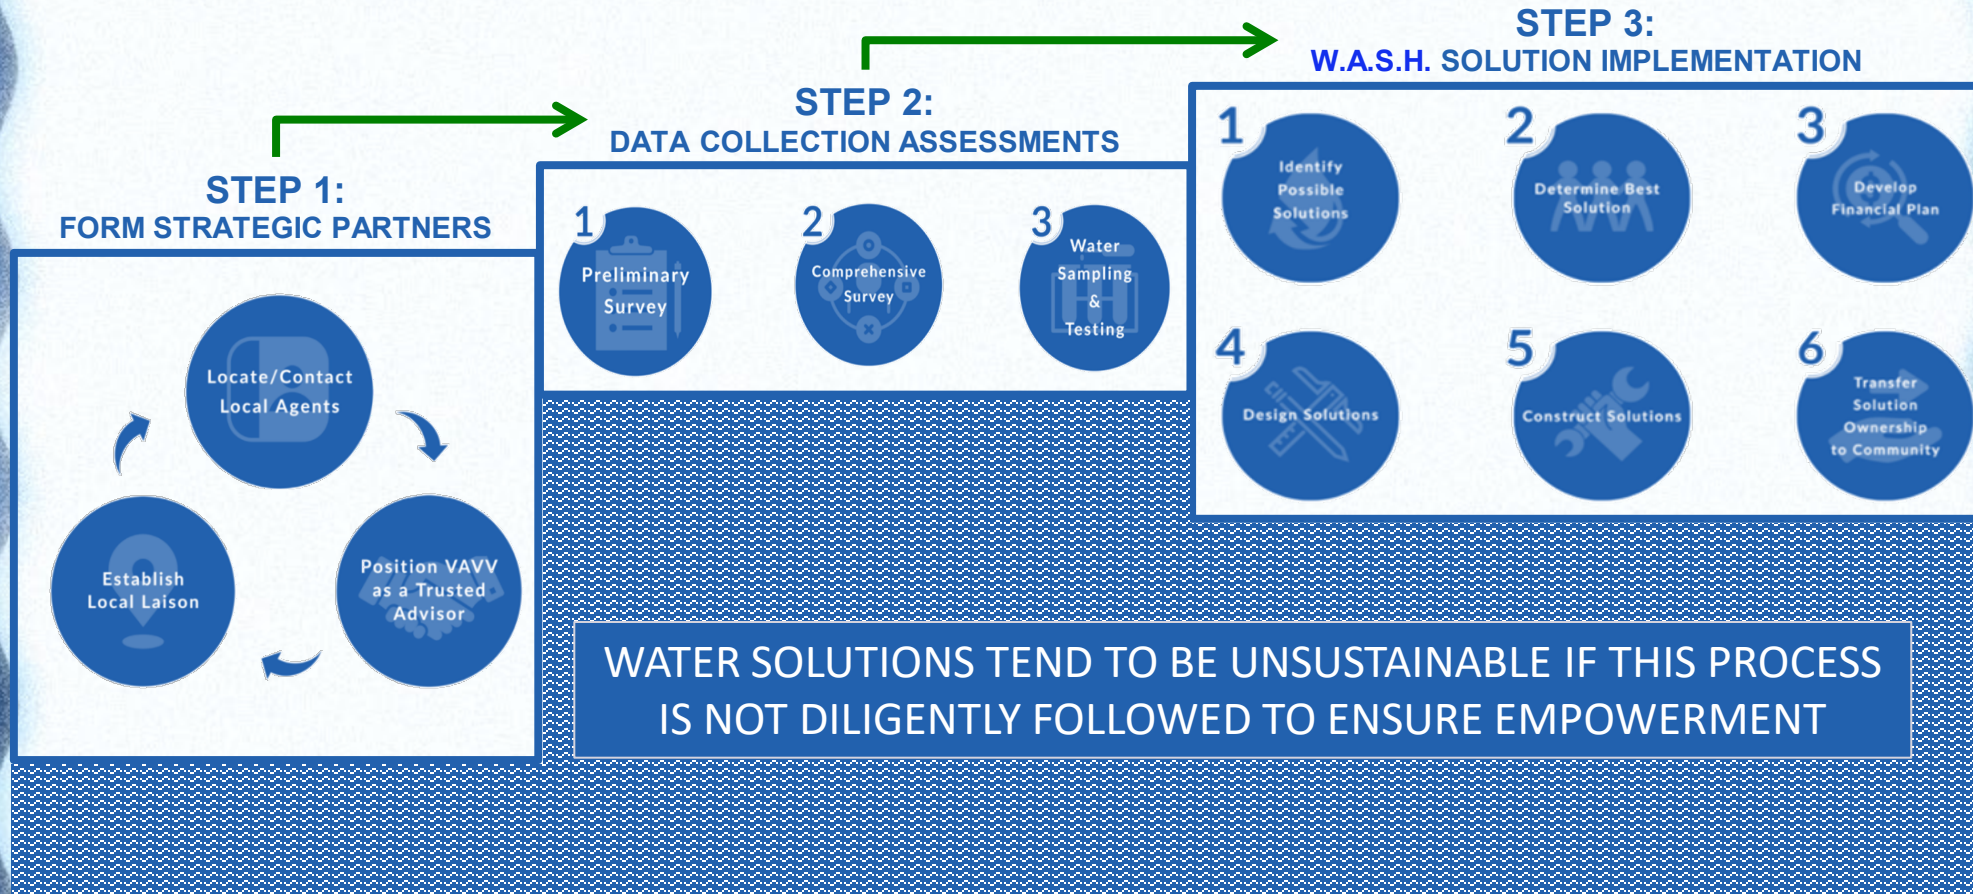 STEP 1:
FORM STRATEGIC PARTNERS
Locate/Contact
Local Agents
Position VAVV
as a Trusted
Advisor
Establish
Local Laison
STEP 2:
DATA COLLECTION ASSESSMENTS
1
Preliminary
Survey
2
Comprehensive
Survey
3
Water
Sampling
&
Testing
STEP 3:
W.A.S.H. SOLUTION IMPLEMENTATION
1
Identify
Possible
Solutions
2
Determine Best
Solution
3
Develop
Financial Plan
4
Design Solutions
5
Construct Solutions
6
Transfer
Solution
Ownership
to Community
WATER SOLUTIONS TEND TO BE UNSUSTAINABLE IF THIS PROCESS
IS NOT DILIGENTLY FOLLOWED TO ENSURE EMPOWERMENT